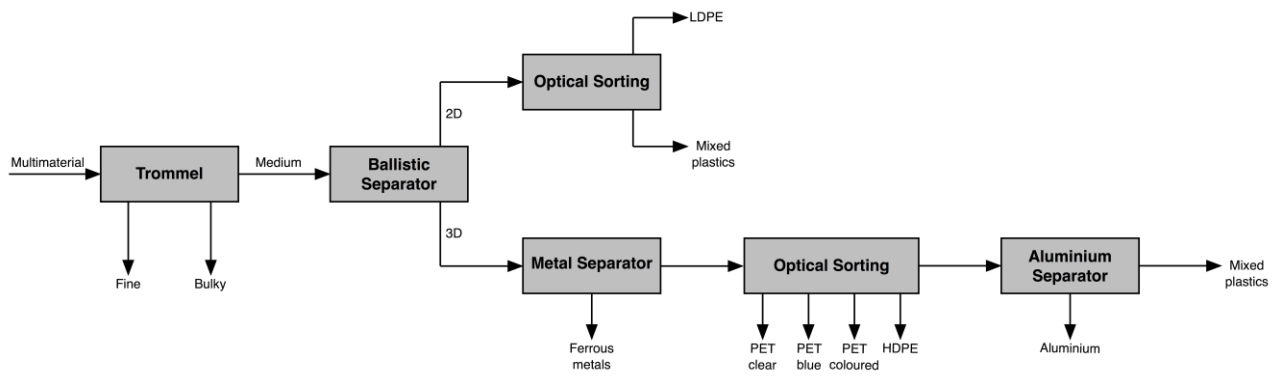 LDPE
Optical Sorting
2D
Mixed
plastics
Multimaterial
Trommel
Medium
Ballistic
Separator
Fine
Bulky
3D
Metal Separator
Optical Sorting
Aluminium
Separator
Mixed
plastics
Ferrous
metals
PET
clear
PET
blue
PET
coloured
HDPE
Aluminium